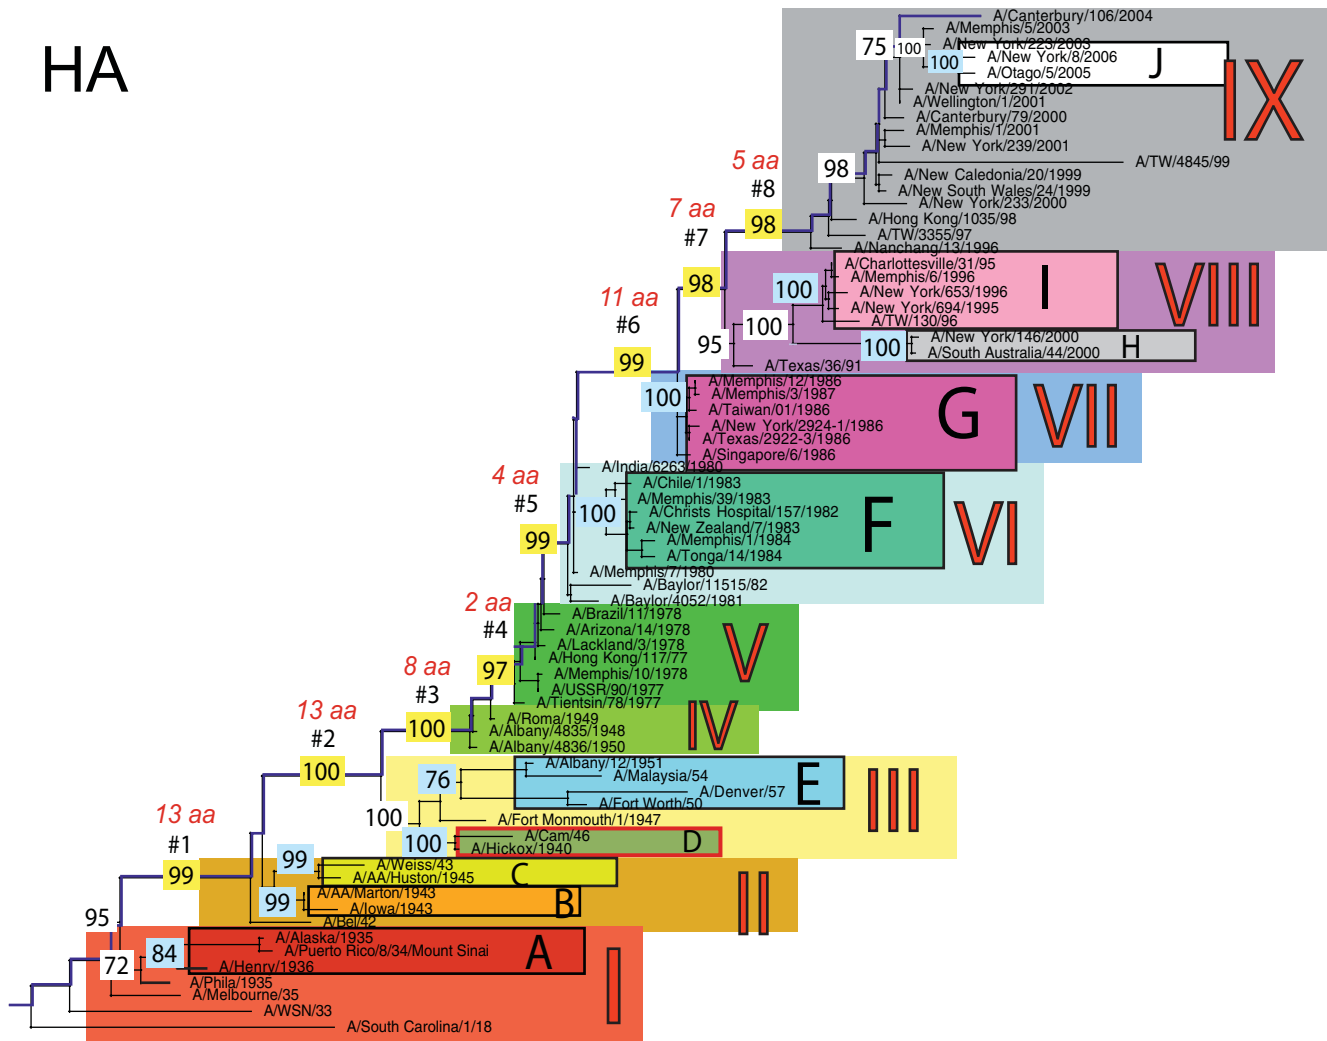 HA
A/Canterbury/106/2004
A/Memphis/5/2003
A/New York/223/2003
75
100
100
A/New York/8/2006
A/Otago/5/2005
J
IX
A/New York/291/2002
A/Wellington/1/2001
A/Canterbury/79/2000
A/Memphis/1/2001
A/New York/239/2001
A/TW/4845/99
5 aa
#8
98
A/New Caledonia/20/1999
A/New South Wales/24/1999
A/New York/233/2000
7 aa
#7
98
A/Hong Kong/1035/98
A/TW/3355/97
A/Nanchang/13/1996
A/Charlottesville/31/95
A/Memphis/6/1996
A/New York/653/1996
A/New York/694/1995
A/TW/130/96
I
VIII
11 aa
#6
98
100
100
95
100
A/New York/146/2000
A/South Australia/44/2000
H
A/Texas/36/91
99
A/Memphis/12/1986
A/Memphis/3/1987
A/Taiwan/01/1986
A/New York/2924-1/1986
A/Texas/2922-3/1986
A/Singapore/6/1986
100
G
VII
A/India/6263/1980
4 aa
#5
A/Chile/1/1983
A/Memphis/39/1983
A/Christs Hospital/157/1982
A/New Zealand/7/1983
A/Memphis/1/1984
A/Tonga/14/1984
100
F
VI
99
A/Memphis/7/1980
A/Baylor/11515/82
A/Baylor/4052/1981
2 aa
#4
A/Brazil/11/1978
A/Arizona/14/1978
A/Lackland/3/1978
A/Hong Kong/117/77
A/Memphis/10/1978
A/USSR/90/1977
A/Tientsin/78/1977
V
8 aa
#3
97
A/Roma/1949
A/Albany/4835/1948
A/Albany/4836/1950
IV
13 aa
#2
100
A/Albany/12/1951
A/Malaysia/54
A/Denver/57
A/Fort Worth/50
76
E
III
100
100
A/Fort Monmouth/1/1947
13 aa
#1
100
A/Cam/46
A/Hickox/1940
D
99
99
A/Weiss/43
A/AA/Huston/1945
C
99
A/AA/Marton/1943
A/Iowa/1943
B
II
A/Bel/42
95
A/Alaska/1935
A/Puerto Rico/8/34/Mount Sinai
A/Henry/1936
84
72
A
I
A/Phila/1935
A/Melbourne/35
A/WSN/33
A/South Carolina/1/18